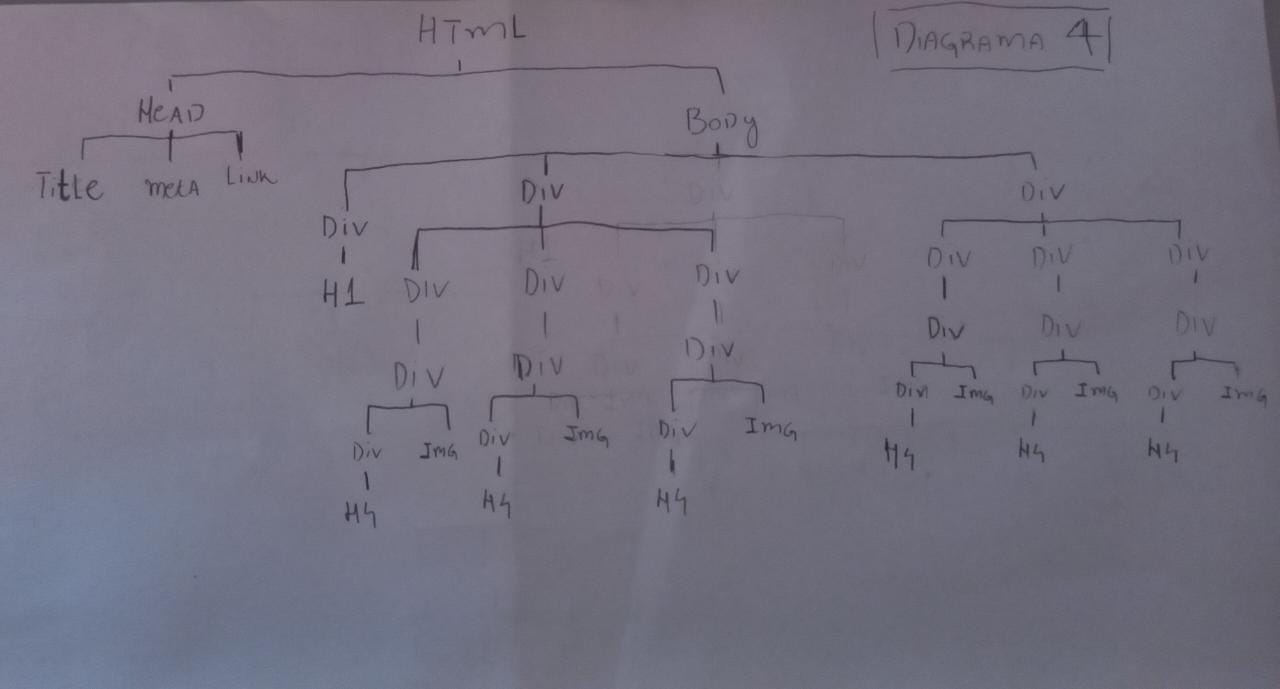 HTmL
DIAGRAMA 4
HeAD
BoDy
Title metA Link
Div Div Div
H1
Div Div Div Div Div Div
Div Div Div Div Div Div
Div Img Div Img Div Img Div Img Div Img Div Img
H4 H4 H4 H4 H4 H4